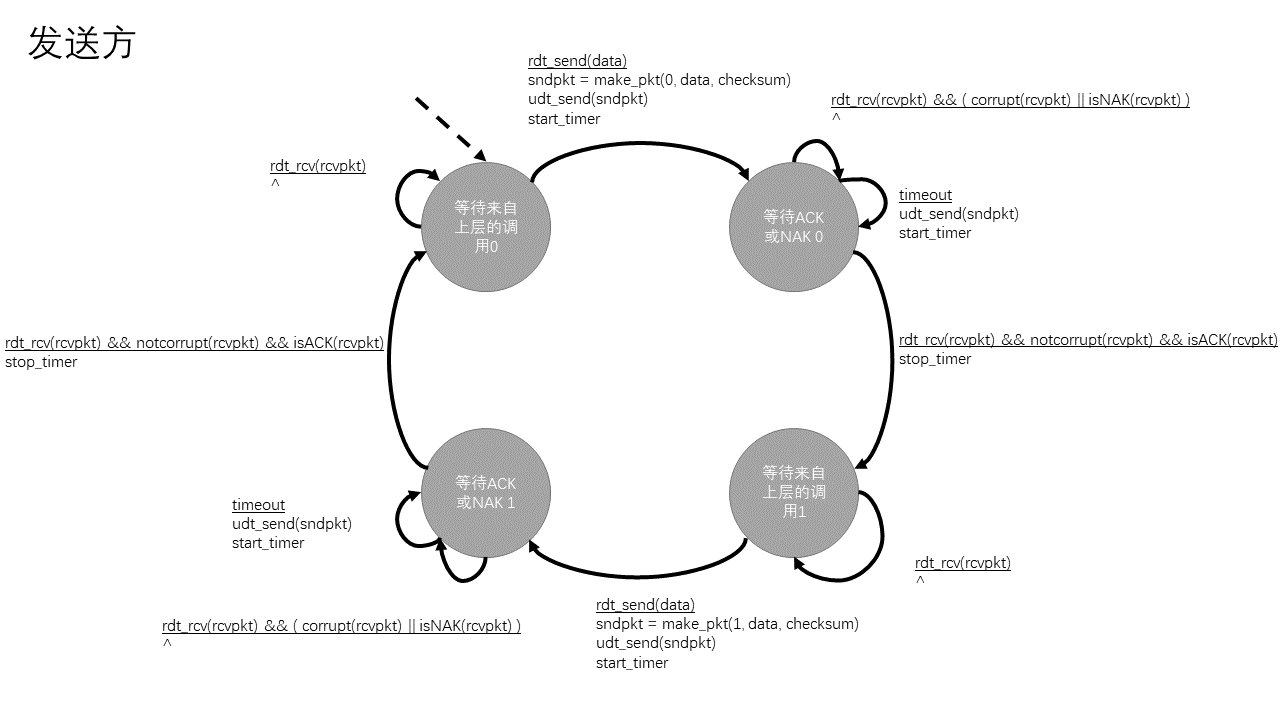 发送方
rdt_send(data)
sndpkt = make_pkt(0, data, checksum)
udt_send(sndpkt)
start_timer
rdt_rcv(rcvpkt) && ( corrupt(rcvpkt) || isNAK(rcvpkt) )
^
rdt_rcv(rcvpkt)
^
等待来自
上层的调
用0
等待ACK
或NAK 0
timeout
udt_send(sndpkt)
start_timer
rdt_rcv(rcvpkt) && notcorrupt(rcvpkt) && isACK(rcvpkt)
stop_timer
rdt_rcv(rcvpkt) && notcorrupt(rcvpkt) && isACK(rcvpkt)
stop_timer
等待ACK
或NAK 1
等待来自
上层的调
用1
timeout
udt_send(sndpkt)
start_timer
rdt_rcv(rcvpkt)
^
rdt_rcv(rcvpkt) && ( corrupt(rcvpkt) || isNAK(rcvpkt) )
^
rdt_send(data)
sndpkt = make_pkt(1, data, checksum)
udt_send(sndpkt)
start_timer